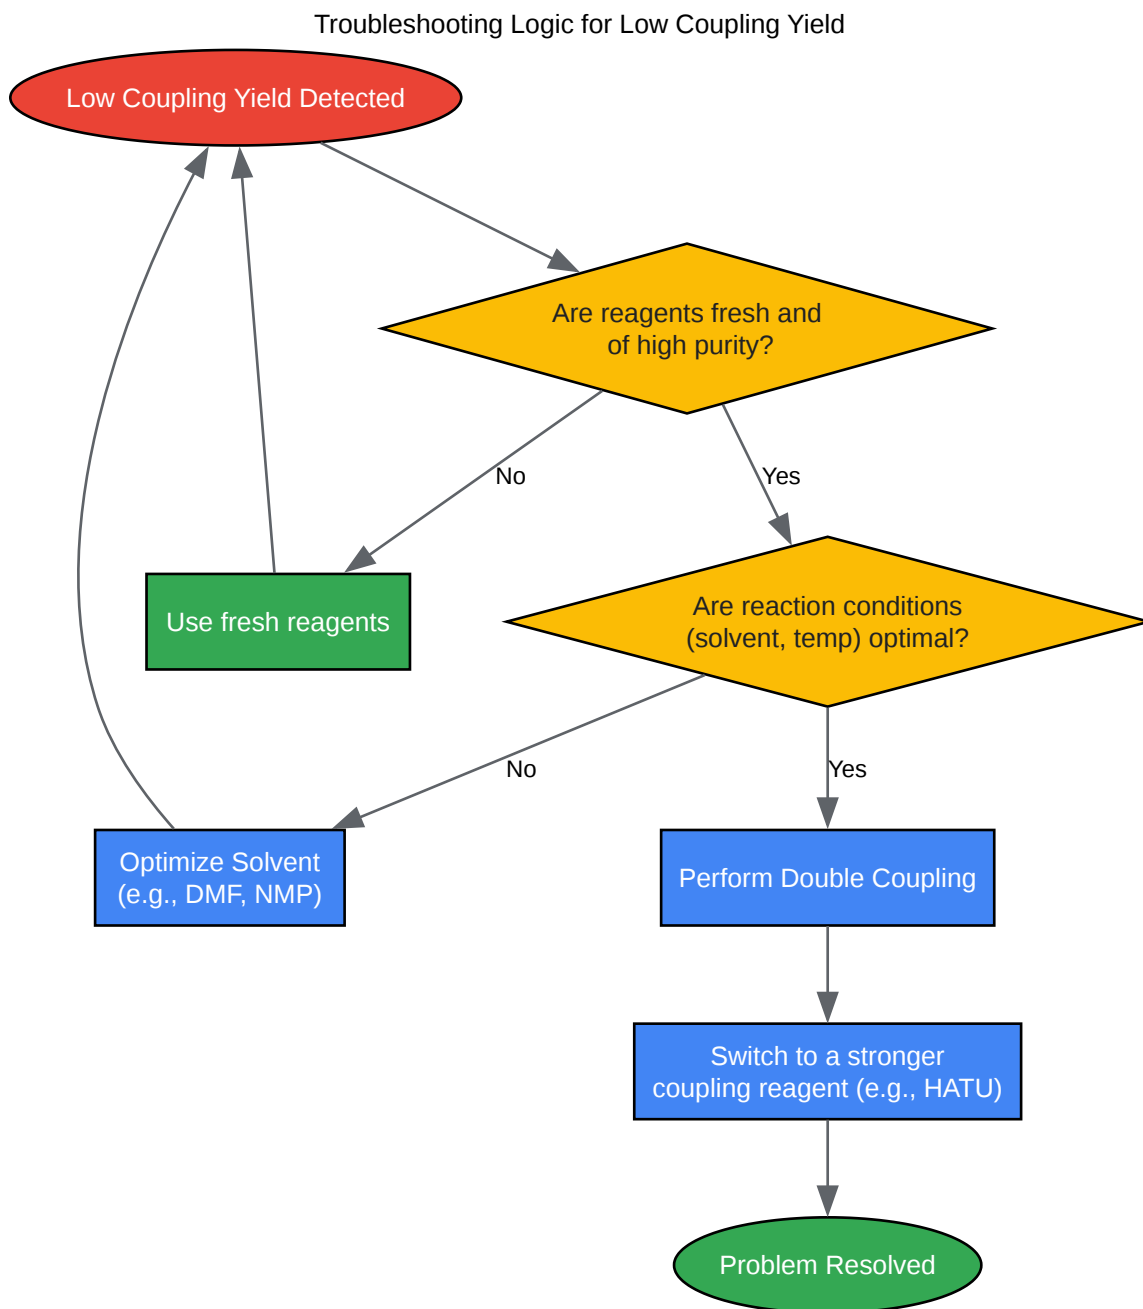 Troubleshooting Logic for Low Coupling Yield
Low Coupling Yield Detected
Are reagents fresh and
of high purity?
No
Yes
Use fresh reagents
Are reaction conditions
(solvent, temp) optimal?
No
Yes
Optimize Solvent
(e.g., DMF, NMP)
Perform Double Coupling
Switch to a stronger
coupling reagent (e.g., HATU)
Problem Resolved